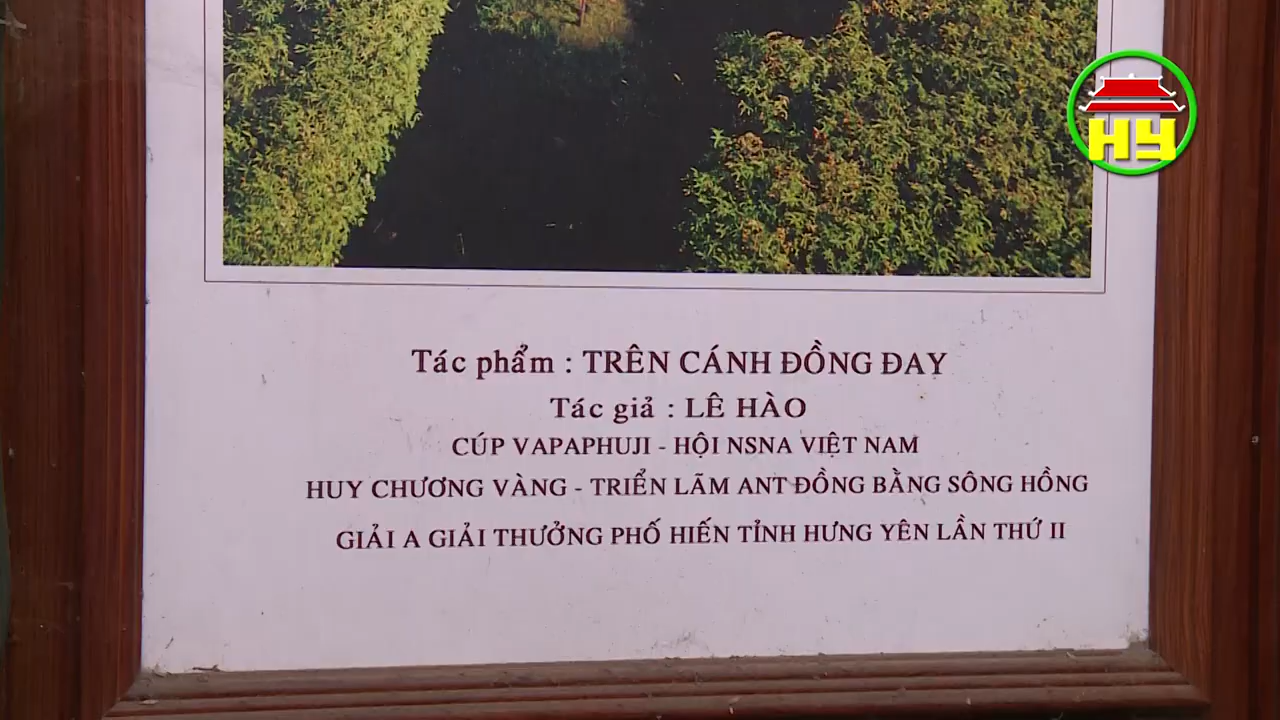 HY
Tác phẩm : TRÊN CÁNH ĐỒNG ĐAY
Tác giả : LÊ HÀO
CÚP VAPAPHUJI - HỘI NSNA VIỆT NAM
HUY CHƯƠNG VÀNG - TRIỂN LÃM ANT ĐỒNG BẰNG SÔNG HỒNG
GIẢI A GIẢI THƯỞNG PHỐ HIẾN TỈNH HƯNG YÊN LẦN THỨ II